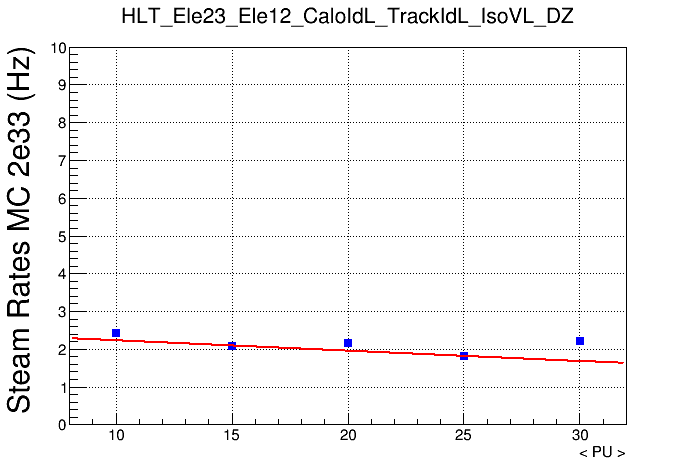 HLT_Ele23_Ele12_CaloIdL_TrackIdL_IsoVL_DZ
Steam Rates MC 2e33 (Hz)
10
9
8
7
6
5
4
3
2
1
0
10 15 20 25 30
< PU >